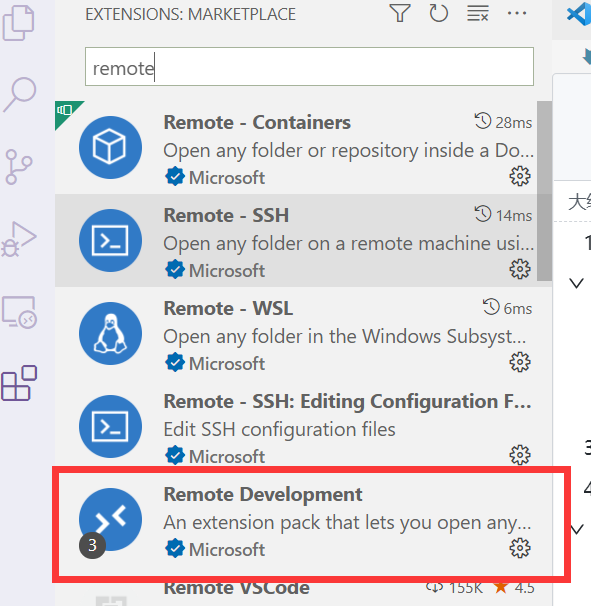 EXTENSIONS: MARKETPLACE
remote
Remote - Containers 28ms
Open any folder or repository inside a Do...
Microsoft
Remote - SSH 14ms
Open any folder on a remote machine usi...
Microsoft
Remote - WSL 6ms
Open any folder in the Windows Subsyst...
Microsoft
Remote - SSH: Editing Configuration F...
Edit SSH configuration files
Microsoft
Remote Development
An extension pack that lets you open any...
3
Microsoft
Remote VSCode 155K 4.5
大
1
3
4